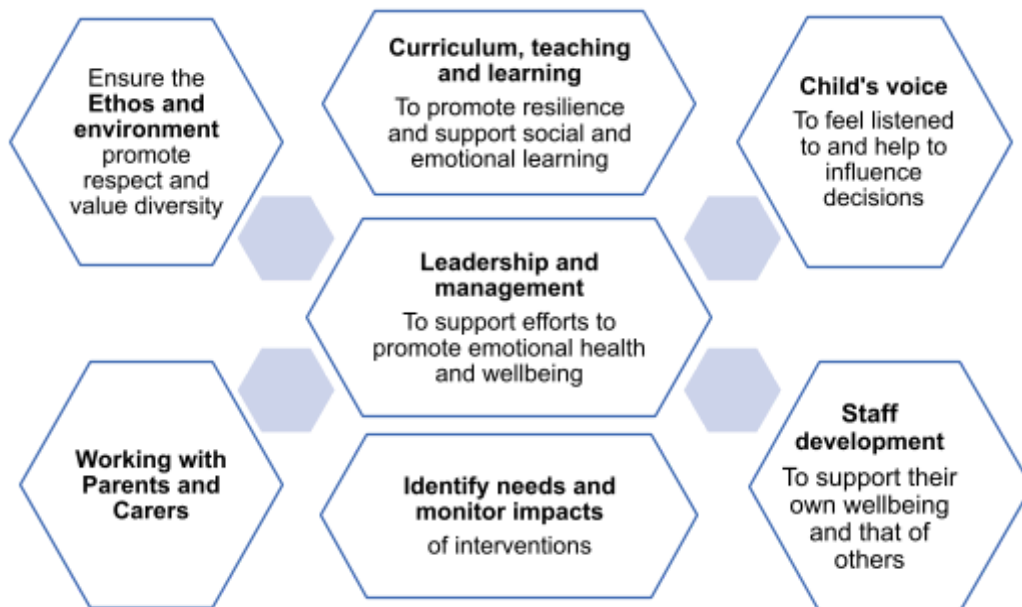 Ensure the
Ethos and
environment
promote
respect and
value diversity
Curriculum, teaching
and learning
To promote resilience
and support social and
emotional learning
Child's voice
To feel listened
to and help to
influence
decisions
Leadership and
management
To support efforts to
promote emotional health
and wellbeing
Working with
Parents and
Carers
Identify needs and
monitor impacts
of interventions
Staff
development
To support their
own wellbeing
and that of
others